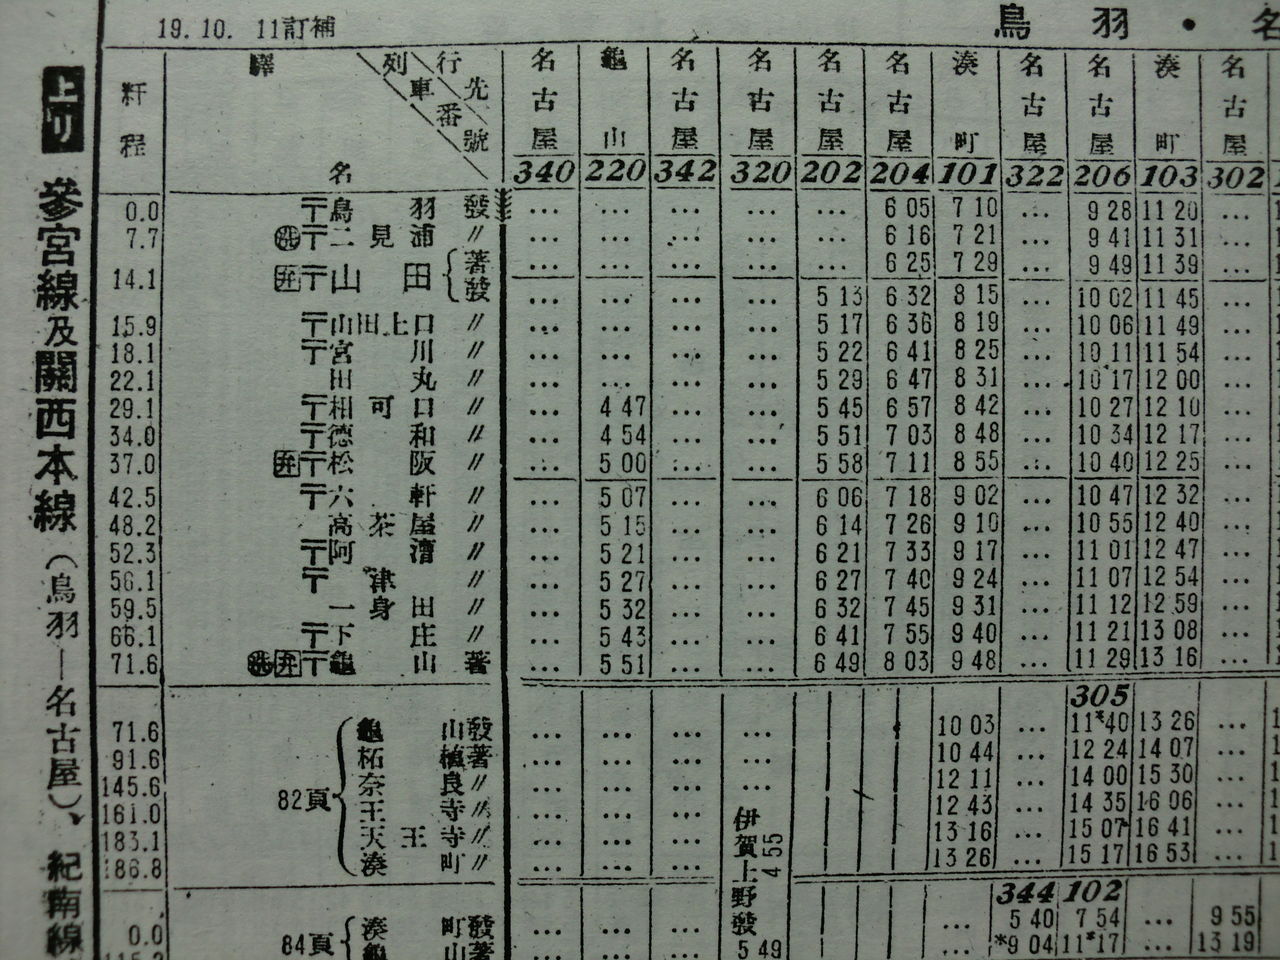 19.10. 11訂補
鳥 羽 ・ 名
上リ 參宮線及關西本線(鳥羽―名古屋)、紀南線
粁程 驛名 列車番號 行先 名古屋 龜山 名古屋 名古屋 名古屋 名古屋 湊町 名古屋 名古屋 湊町 名古屋
340 220 342 320 202 204 101 322 206 103 302
0.0 〒鳥羽 發 ... ... ... ... ... 6 05 7 10 ... 9 28 11 20 ...
7.7 洗〒二見浦 〃 ... ... ... ... ... 6 16 7 21 ... 9 41 11 31 ...
14.1 弁〒山田 著 ... ... ... ... ... 6 25 7 29 ... 9 49 11 39 ...
發 ... ... ... ... 5 13 6 32 8 15 ... 10 02 11 45 ...
15.9 〒山田上口 〃 ... ... ... ... 5 17 6 36 8 19 ... 10 06 11 49 ...
18.1 〒宮川 〃 ... ... ... ... 5 22 6 41 8 25 ... 10 11 11 54 ...
22.1 田丸 〃 ... ... ... ... 5 29 6 47 8 31 ... 10 17 12 00 ...
29.1 〒相可口 〃 ... 4 47 ... ... 5 45 6 57 8 42 ... 10 27 12 10 ...
34.0 〒德和 〃 ... 4 54 ... ... 5 51 7 03 8 48 ... 10 34 12 17 ...
37.0 弁〒松阪 〃 ... 5 00 ... ... 5 58 7 11 8 55 ... 10 40 12 25 ...
42.5 〒六軒 〃 ... 5 07 ... ... 6 06 7 18 9 02 ... 10 47 12 32 ...
48.2 高茶屋 〃 ... 5 15 ... ... 6 14 7 26 9 10 ... 10 55 12 40 ...
52.3 〒阿漕 〃 ... 5 21 ... ... 6 21 7 33 9 17 ... 11 01 12 47 ...
56.1 〒津 〃 ... 5 27 ... ... 6 27 7 40 9 24 ... 11 07 12 54 ...
59.5 一身田 〃 ... 5 32 ... ... 6 32 7 45 9 31 ... 11 12 12 59 ...
66.1 〒下庄 〃 ... 5 43 ... ... 6 41 7 55 9 40 ... 11 21 13 08 ...
71.6 洗弁〒龜山 著 ... 5 51 ... ... 6 49 8 03 9 48 ... 11 29 13 16 ...
305
71.6 龜山 發 ... ... ... ... 10 03 ... 11*40 13 26 ...
91.6 柘植 著 ... ... ... ... 10 44 ... 12 24 14 07 ...
145.6 奈良 〃 ... ... ... ... 12 11 ... 14 00 15 30 ...
82頁
161.0 王寺 〃 ... ... ... 12 43 ... 14 35 16 06 ...
183.1 天王寺 〃 ... ... ... 13 16 ... 15 07 16 41 ...
186.8 湊町 〃 ... ... ... 13 26 ... 15 17 16 53 ...
伊賀上野發 4 55
344 102
0.0 湊町 發 ... ... ... ... 5 40 7 54 ... 9 55
84頁 龜山 著 ... ... ... 5 49 ... *9 04 11*17 ... 13 19